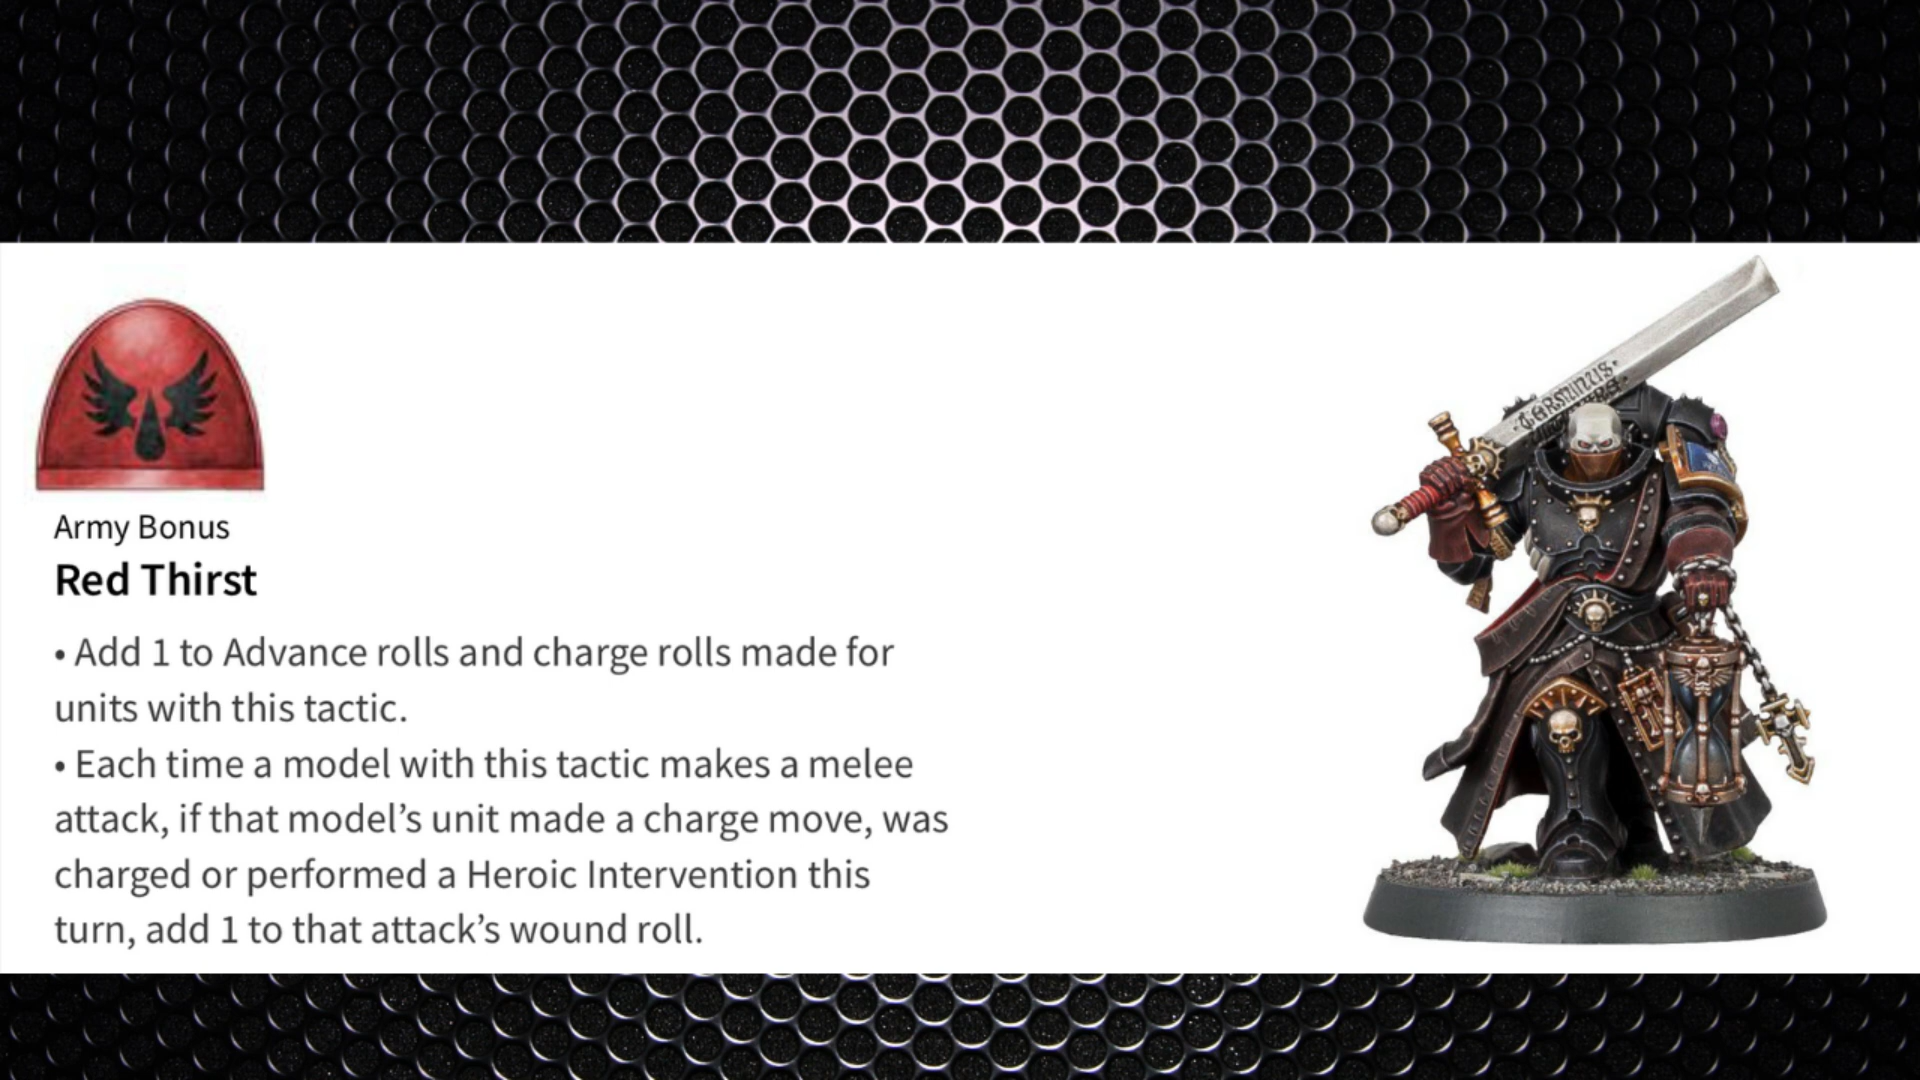 Army Bonus
Red Thirst
• Add 1 to Advance rolls and charge rolls made for
units with this tactic.
• Each time a model with this tactic makes a melee
attack, if that model’s unit made a charge move, was
charged or performed a Heroic Intervention this
turn, add 1 to that attack’s wound roll.